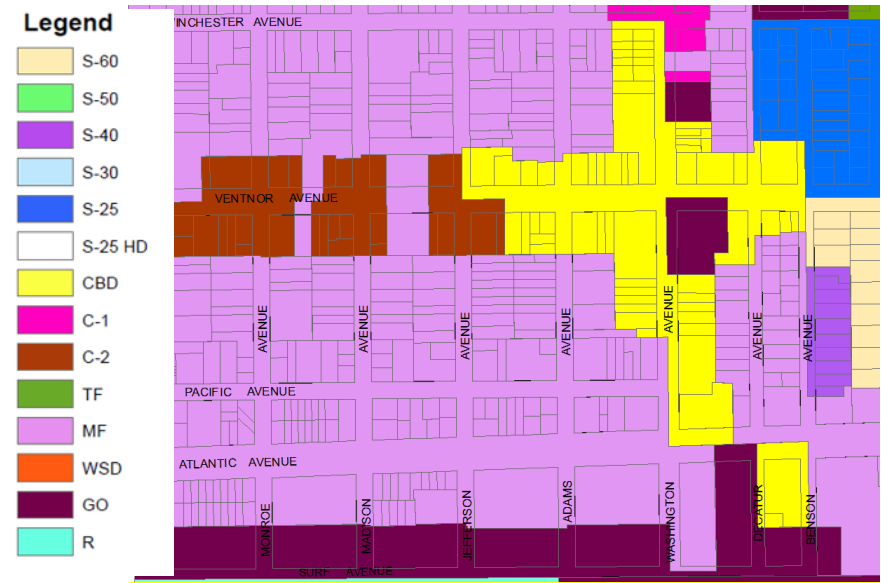 Legend
S-60
S-50
S-40
S-30
S-25
S-25 HD
CBD
C-1
C-2
TF
MF
WSD
GO
R
AVENUE
VENTNOR AVENUE
AVENUE
AVENUE
AVENUE
AVENUE
AVENUE
AVENUE
AVENUE
PACIFIC AVENUE
ATLANTIC AVENUE
MONROE
MADISON
JEFFERSON
ADAMS
WASHINGTON
DECATUR
BENSON
SURF AVENUE